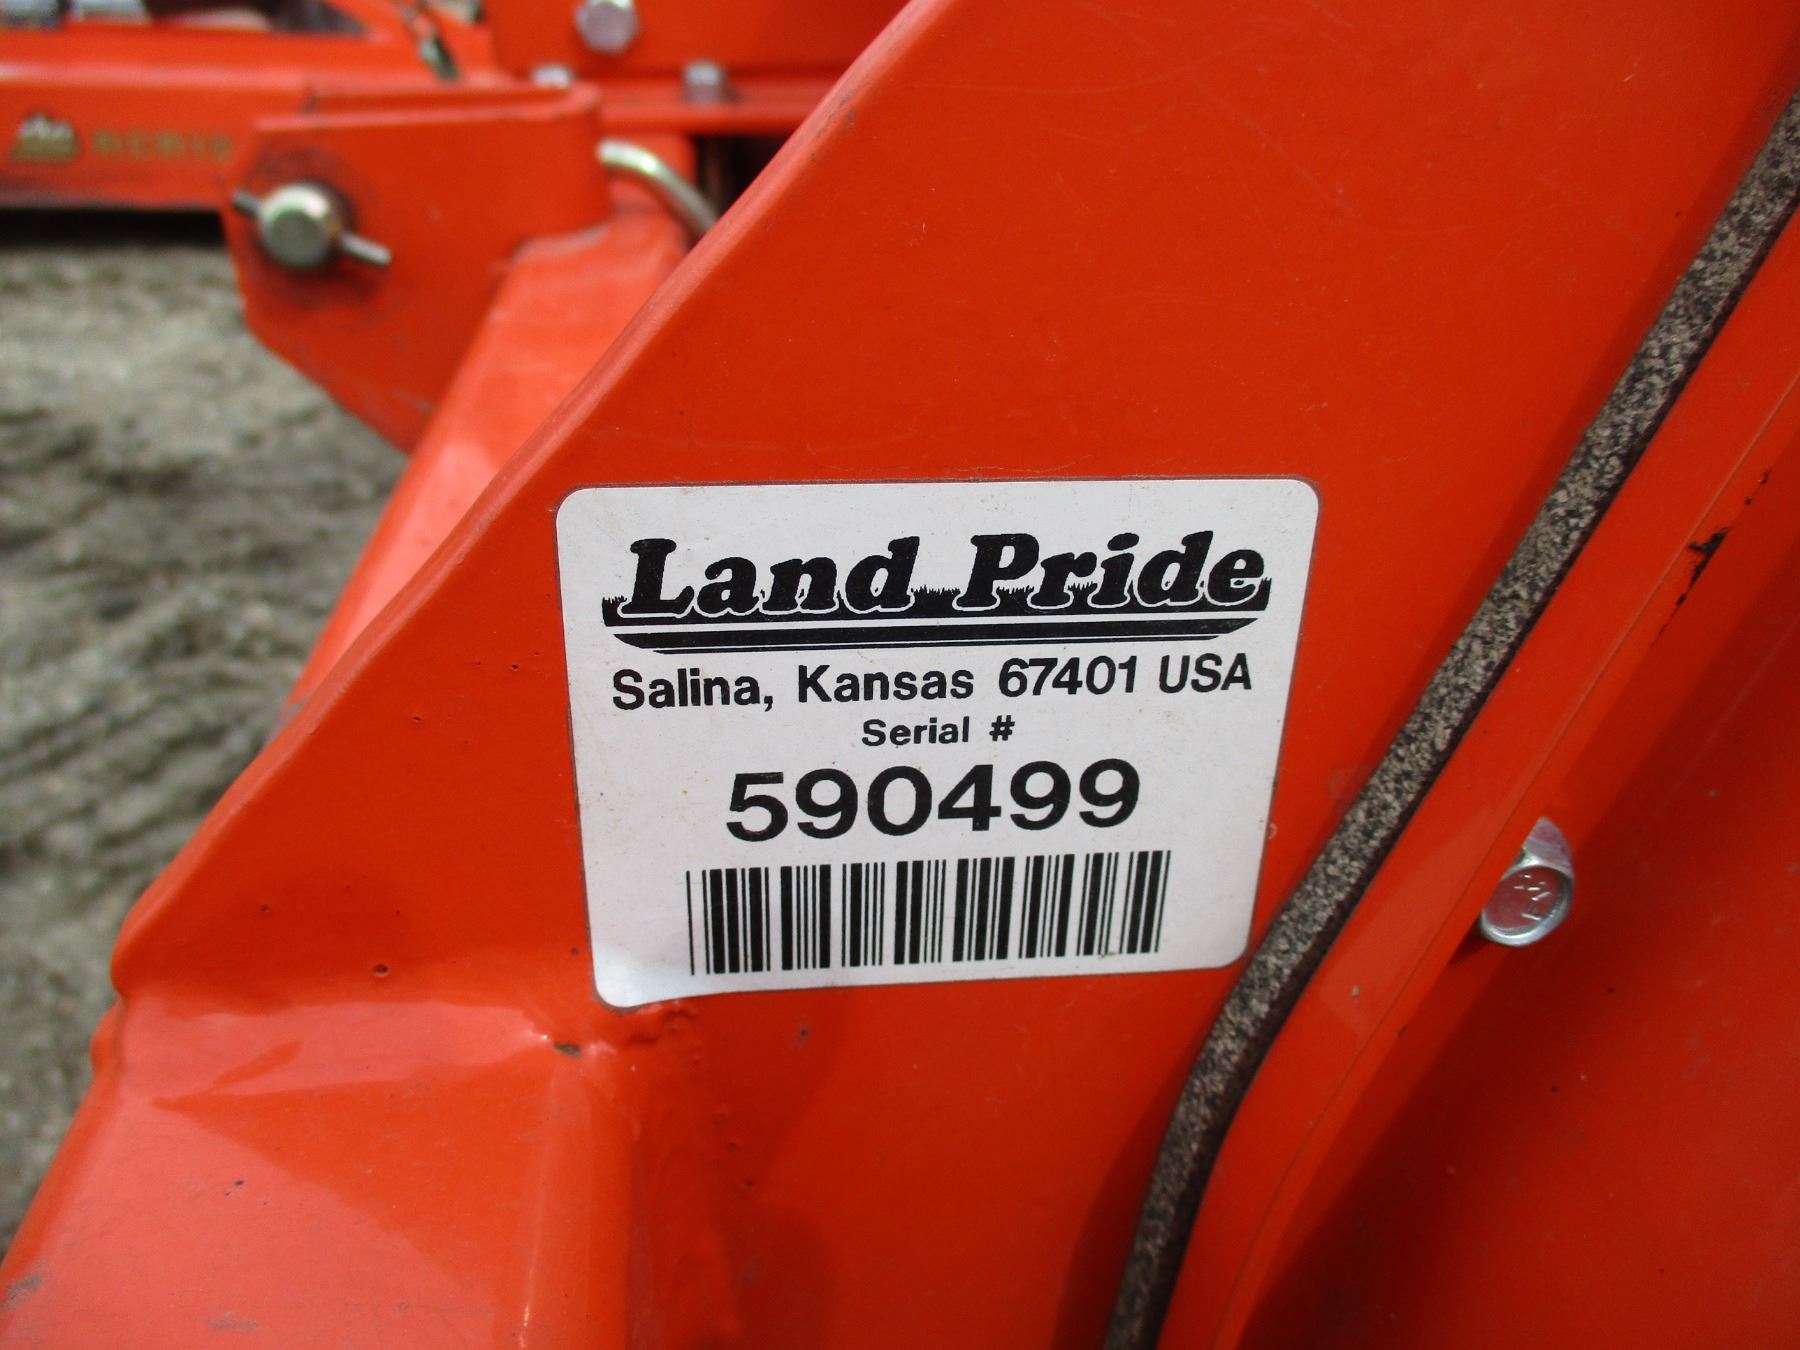 Land Pride
Salina, Kansas 67401 USA
Serial #
590499